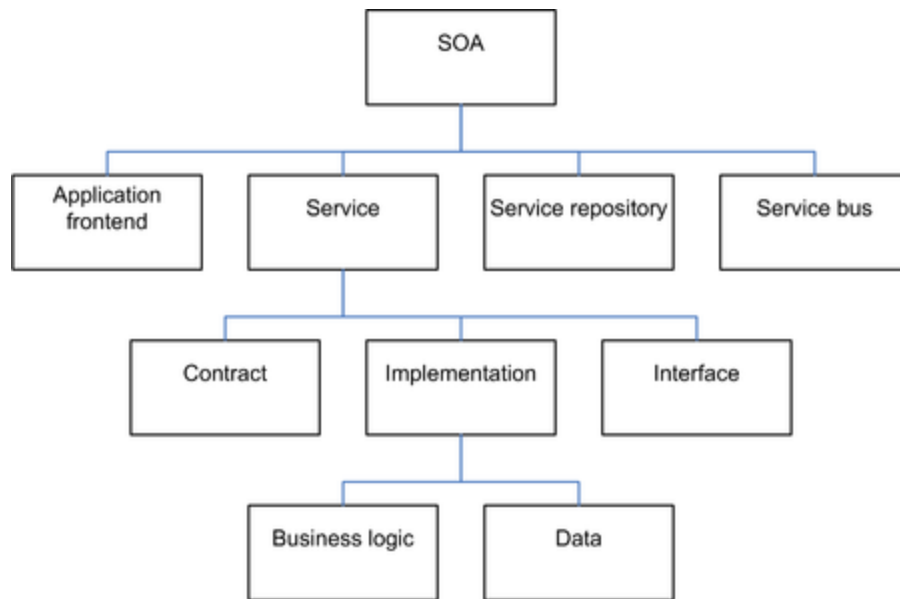 SOA
Application
frontend
Service
Service repository
Service bus
Contract
Implementation
Interface
Business logic
Data